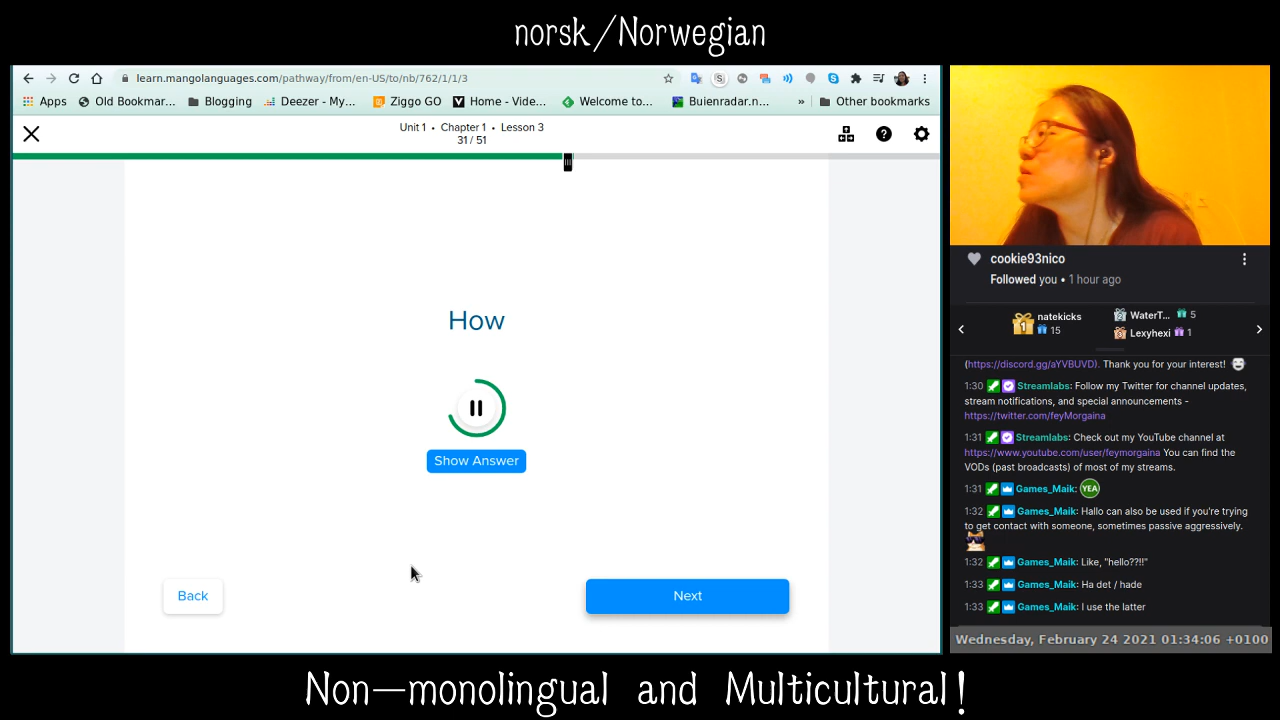 norsk/Norwegian
learn.mangolanguages.com/pathway/from/en-US/to/nb/762/1/1/3
Apps
Old Bookmar...
Blogging
Deezer - My...
Ziggo GO
Home - Vide...
Welcome to...
Buienradar.n...
»
Other bookmarks
Unit 1 • Chapter 1 • Lesson 3
31 / 51
How
Show Answer
Back
Next
cookie93nico
Followed you • 1 hour ago
1
natekicks
15
WaterT... 5
Lexyhexi 1
(https://discord.gg/aYVBUVD). Thank you for your interest!
1:30 Streamlabs: Follow my Twitter for channel updates,
stream notifications, and special announcements -
https://twitter.com/feyMorgaina
1:31 Streamlabs: Check out my YouTube channel at
https://www.youtube.com/user/feymorgaina You can find the
VODs (past broadcasts) of most of my streams.
1:31 Games_Maik: YEA
1:32 Games_Maik: Hallo can also be used if you're trying
to get contact with someone, sometimes passive aggressively.
1:32 Games_Maik: Like, "hello??!!"
1:33 Games_Maik: Ha det / hade
1:33 Games_Maik: I use the latter
Wednesday, February 24 2021 01:34:06 +0100
Non-monolingual and Multicultural!